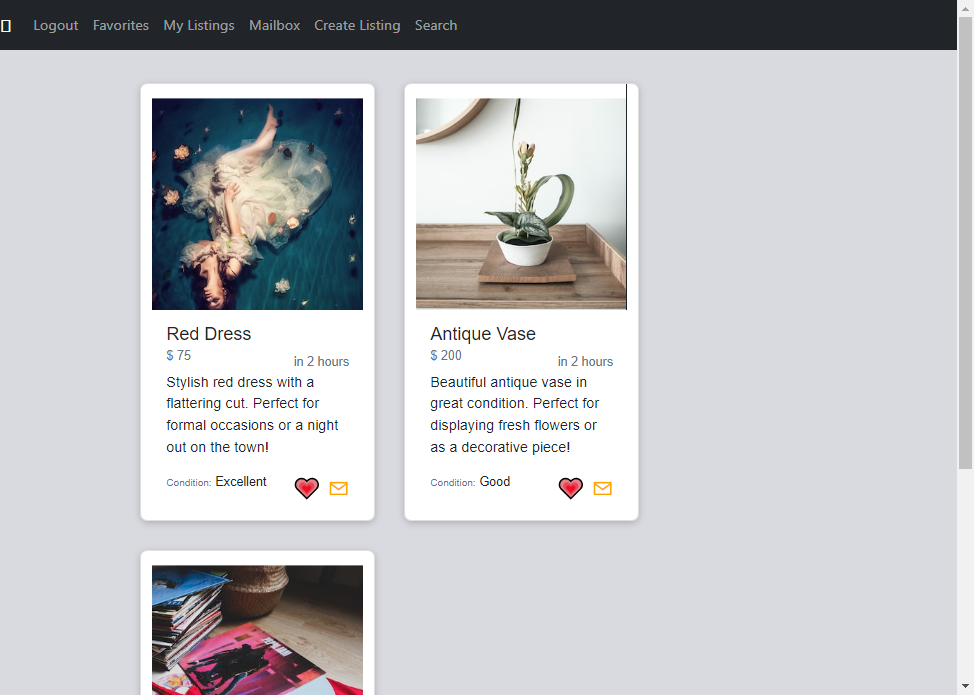 Logout Favorites My Listings Mailbox Create Listing Search
Red Dress
$ 75
in 2 hours
Stylish red dress with a
flattering cut. Perfect for
formal occasions or a night
out on the town!
Condition: Excellent
Antique Vase
$ 200
in 2 hours
Beautiful antique vase in
great condition. Perfect for
displaying fresh flowers or
as a decorative piece!
Condition: Good